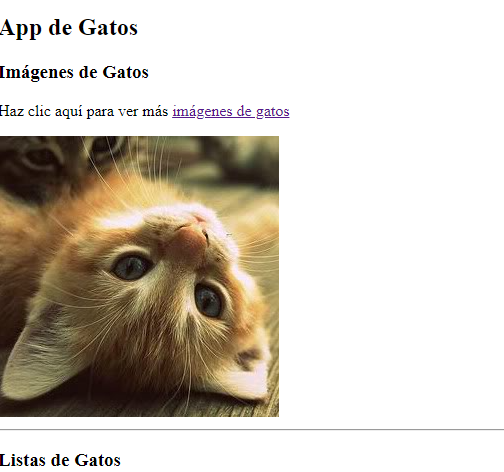 App de Gatos
Imágenes de Gatos
Haz clic aquí para ver más imágenes de gatos
Listas de Gatos